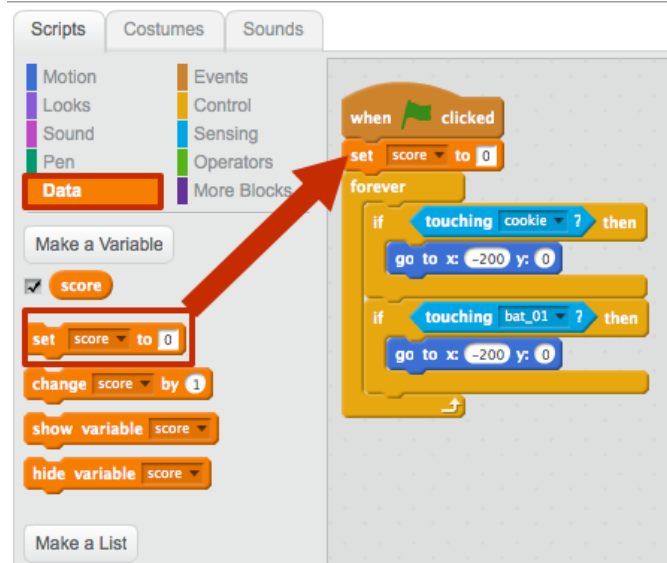 Scripts Costumes Sounds
Motion Events
Looks Control
Sound Sensing
Pen Operators
Data More Blocks
Make a Variable
score
set score to 0
change score by 1
show variable score
hide variable score
Make a List
when clicked
set score to 0
forever
if touching cookie ? then
go to x: -200 y: 0
if touching bat_01 ? then
go to x: -200 y: 0